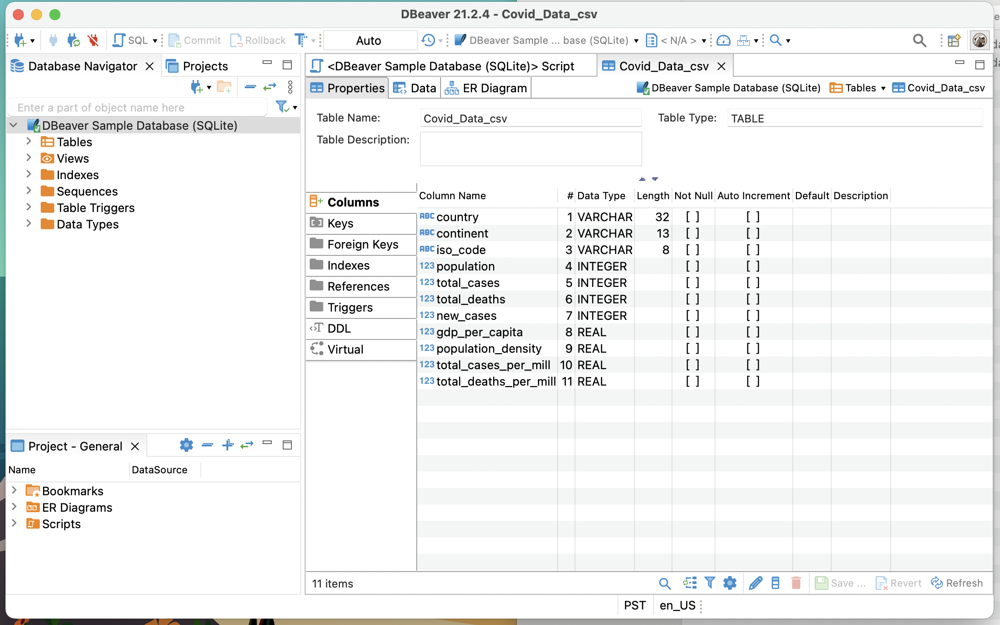 DBeaver 21.2.4 - Covid_Data_csv
SQL Commit Rollback Auto DBeaver Sample ... base (SQLite) < N/A >
Database Navigator Projects
Enter a part of object name here
DBeaver Sample Database (SQLite)
Tables
Views
Indexes
Sequences
Table Triggers
Data Types
Project - General
Name DataSource
Bookmarks
ER Diagrams
Scripts
<DBeaver Sample Database (SQLite)> Script Covid_Data_csv
Properties Data ER Diagram DBeaver Sample Database (SQLite) Tables Covid_Data_csv
Table Name: Covid_Data_csv Table Type: TABLE
Table Description:
Columns
Keys
Foreign Keys
Indexes
References
Triggers
DDL
Virtual
Column Name # Data Type Length Not Null Auto Increment Default Description
ABC country 1 VARCHAR 32 [ ] [ ]
ABC continent 2 VARCHAR 13 [ ] [ ]
ABC iso_code 3 VARCHAR 8 [ ] [ ]
123 population 4 INTEGER [ ] [ ]
123 total_cases 5 INTEGER [ ] [ ]
123 total_deaths 6 INTEGER [ ] [ ]
123 new_cases 7 INTEGER [ ] [ ]
123 gdp_per_capita 8 REAL [ ] [ ]
123 population_density 9 REAL [ ] [ ]
123 total_cases_per_mill 10 REAL [ ] [ ]
123 total_deaths_per_mill 11 REAL [ ] [ ]
11 items Save ... Revert Refresh
PST en_US